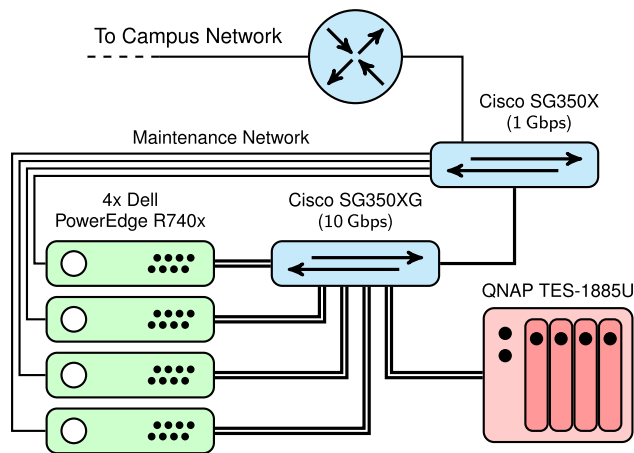 To Campus Network
Cisco SG350X
(1 Gbps)
Maintenance Network
4x Dell
PowerEdge R740x
Cisco SG350XG
(10 Gbps)
QNAP TES-1885U